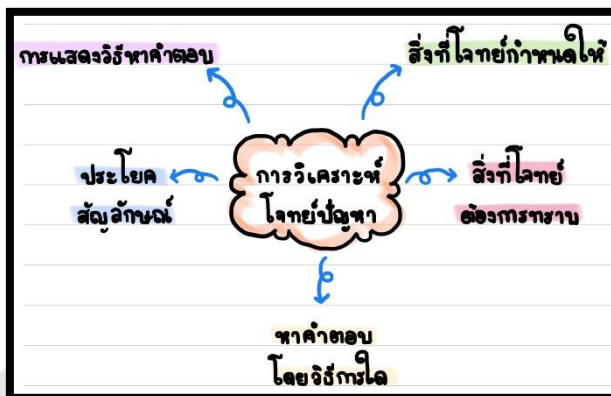 การแสดงวิธีหาคำตอบ
สิ่งที่โจทย์กำหนดให้
ประโยค
สัญลักษณ์
การวิเคราะห์
โจทย์ปัญหา
สิ่งที่โจทย์
ต้องการทราบ
หาคำตอบ
โดยวิธีการใด